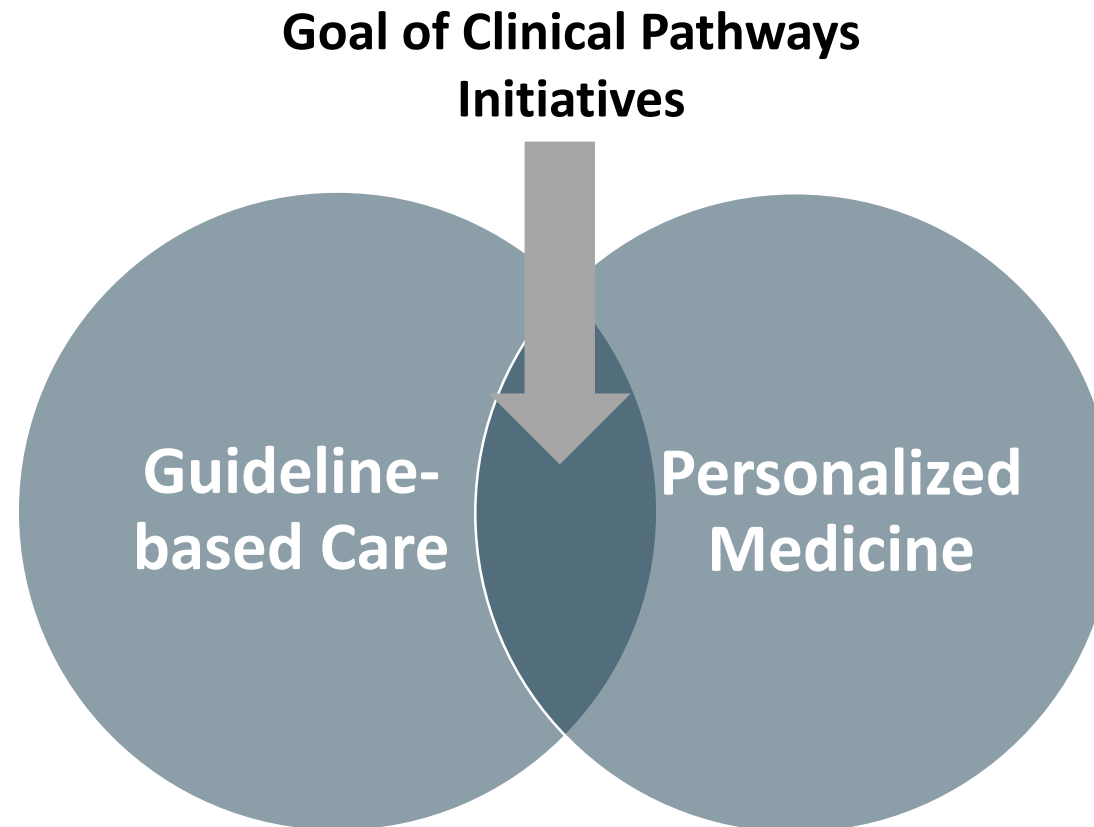 Goal of Clinical Pathways
Initiatives
Guideline-
based Care
Personalized
Medicine